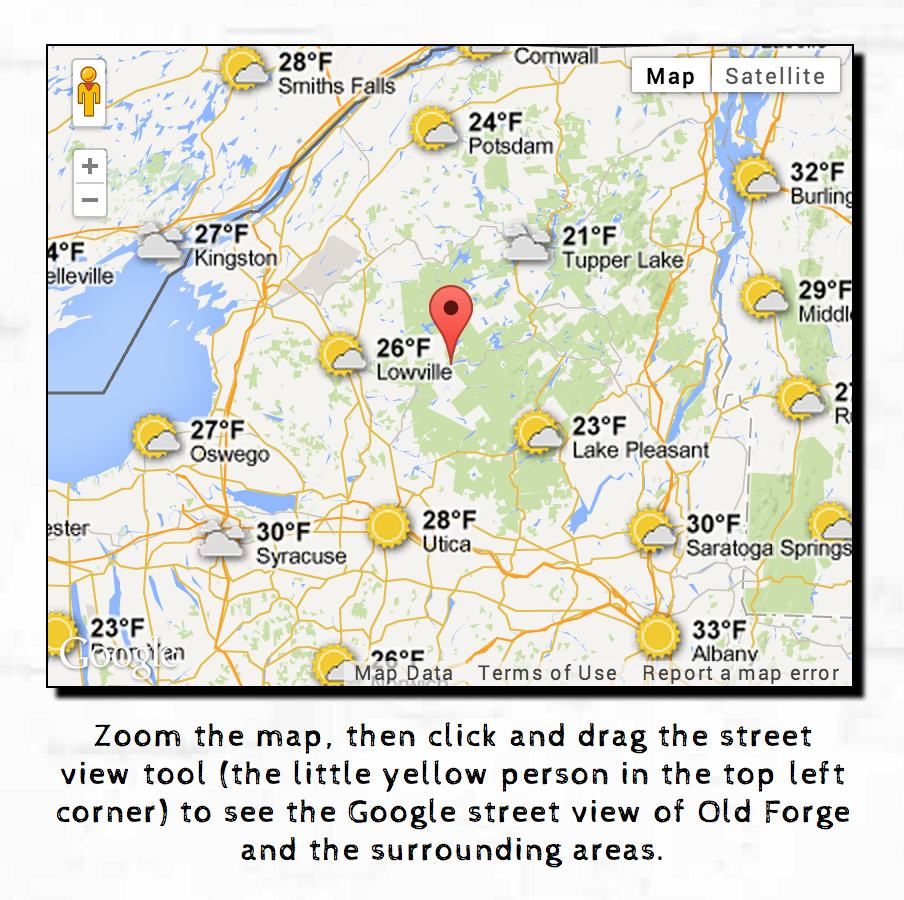 28°F
Smiths Falls
Cornwall
Map
Satellite
24°F
Potsdam
32°F
Burling
+
−
27°F
Kingston
4°F
elleville
21°F
Tupper Lake
29°F
Middle
26°F
Lowville
27°F
Oswego
23°F
Lake Pleasant
ester
30°F
Syracuse
28°F
Utica
30°F
Saratoga Springs
23°F
Google
33°F
Albany
26°F
Norwich
Map Data
Terms of Use
Report a map error
Zoom the map, then click and drag the street
view tool (the little yellow person in the top left
corner) to see the Google street view of Old Forge
and the surrounding areas.